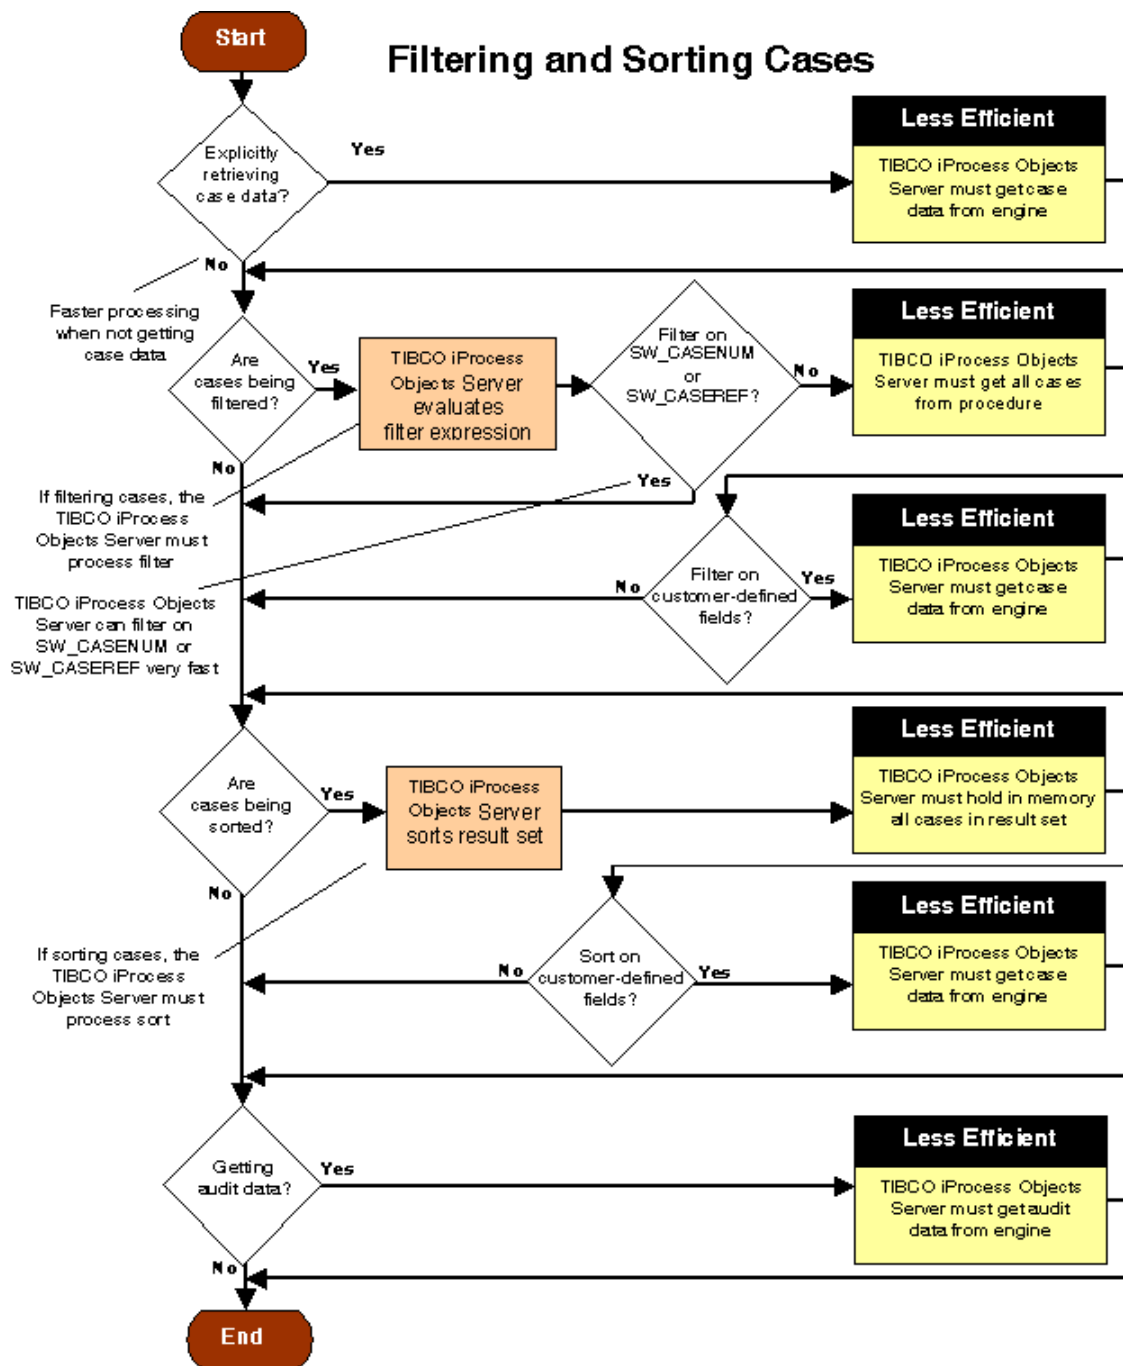 Start
Filtering and Sorting Cases
Explicitly
retrieving
case data?
Yes
Less Efficient
TIBCO iProcess Objects
Server must get case
data from engine
No
Faster processing
when not getting
case data
Are
cases being
filtered?
Yes
TIBCO iProcess
Objects Server
evaluates
filter expression
Filter on
SW_CASENUM
or
SW_CASEREF?
No
Less Efficient
TIBCO iProcess Objects
Server must get all cases
from procedure
No
Yes
If filtering cases, the
TIBCO iProcess
Objects Server must
process filter
Filter on
customer-defined
fields?
No
Yes
Less Efficient
TIBCO iProcess Objects
Server must get case
data from engine
TIBCO iProcess Objects
Server can filter on
SW_CASENUM or
SW_CASEREF very fast
Are
cases being
sorted?
Yes
TIBCO iProcess
Objects Server
sorts result set
Less Efficient
TIBCO iProcess Objects
Server must hold in memory
all cases in result set
No
If sorting cases, the
TIBCO iProcess
Objects Server must
process sort
No
Sort on
customer-defined
fields?
Yes
Less Efficient
TIBCO iProcess Objects
Server must get case
data from engine
Getting
audit data?
Yes
Less Efficient
TIBCO iProcess Objects
Server must get audit
data from engine
No
End